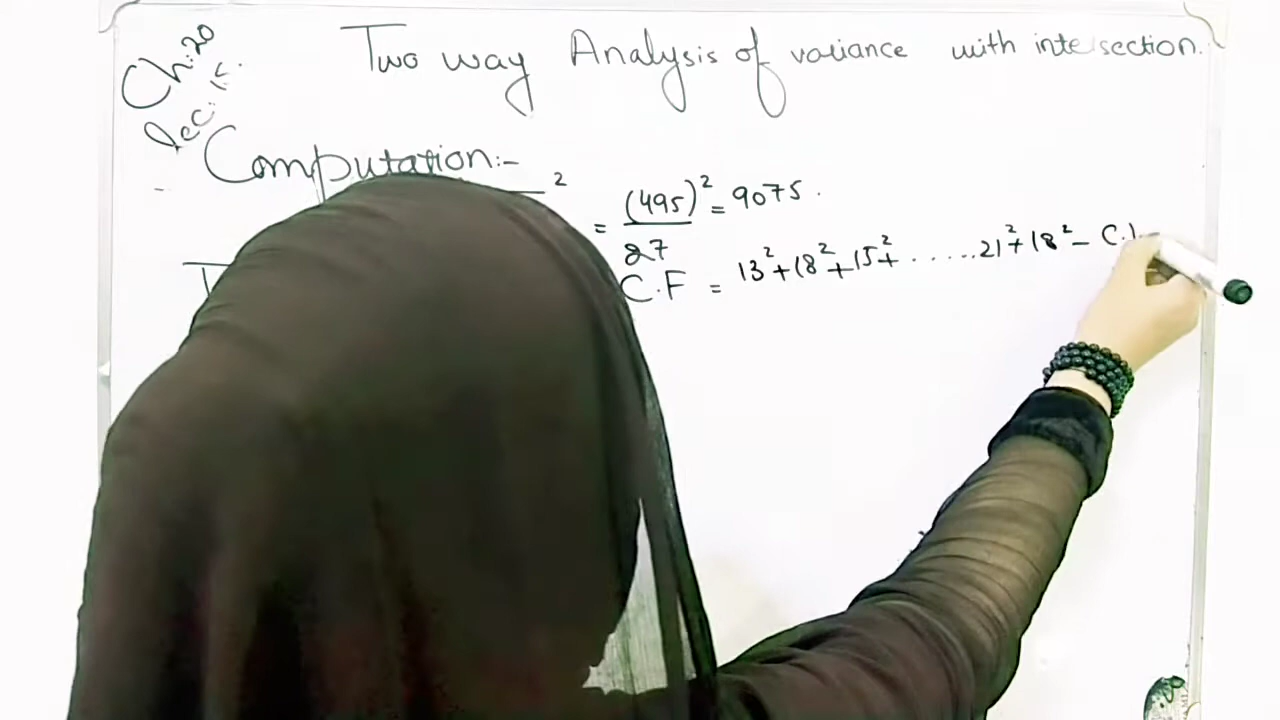 Ch:20
Lec:15.
Two way Analysis of variance with intersection.
Computation:-
2 = (495)² / 27 = 9075.
C.F = 13² + 18² + 15² + ...... 21² + 18² - C.